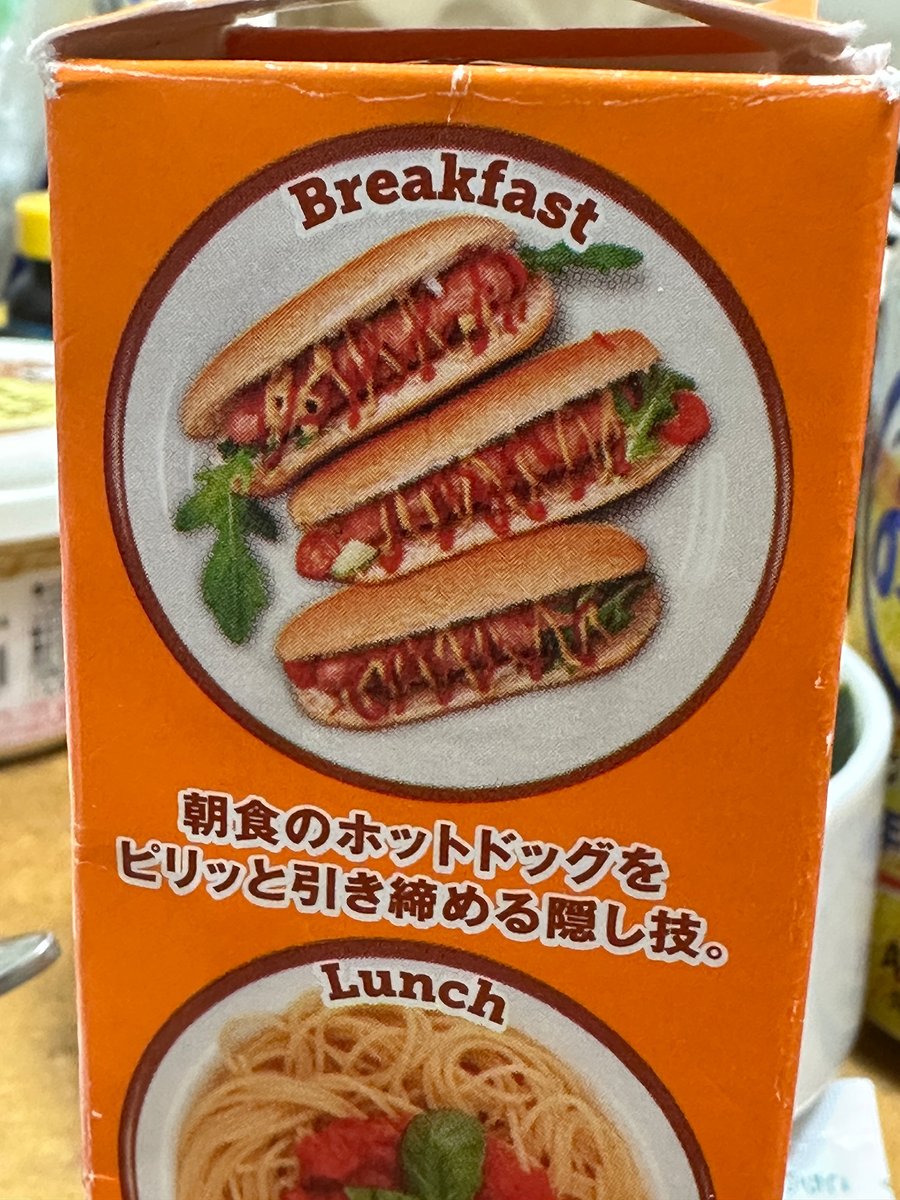 Breakfast
朝食のホットドッグを
ピリッと引き締める隠し技。
Lunch